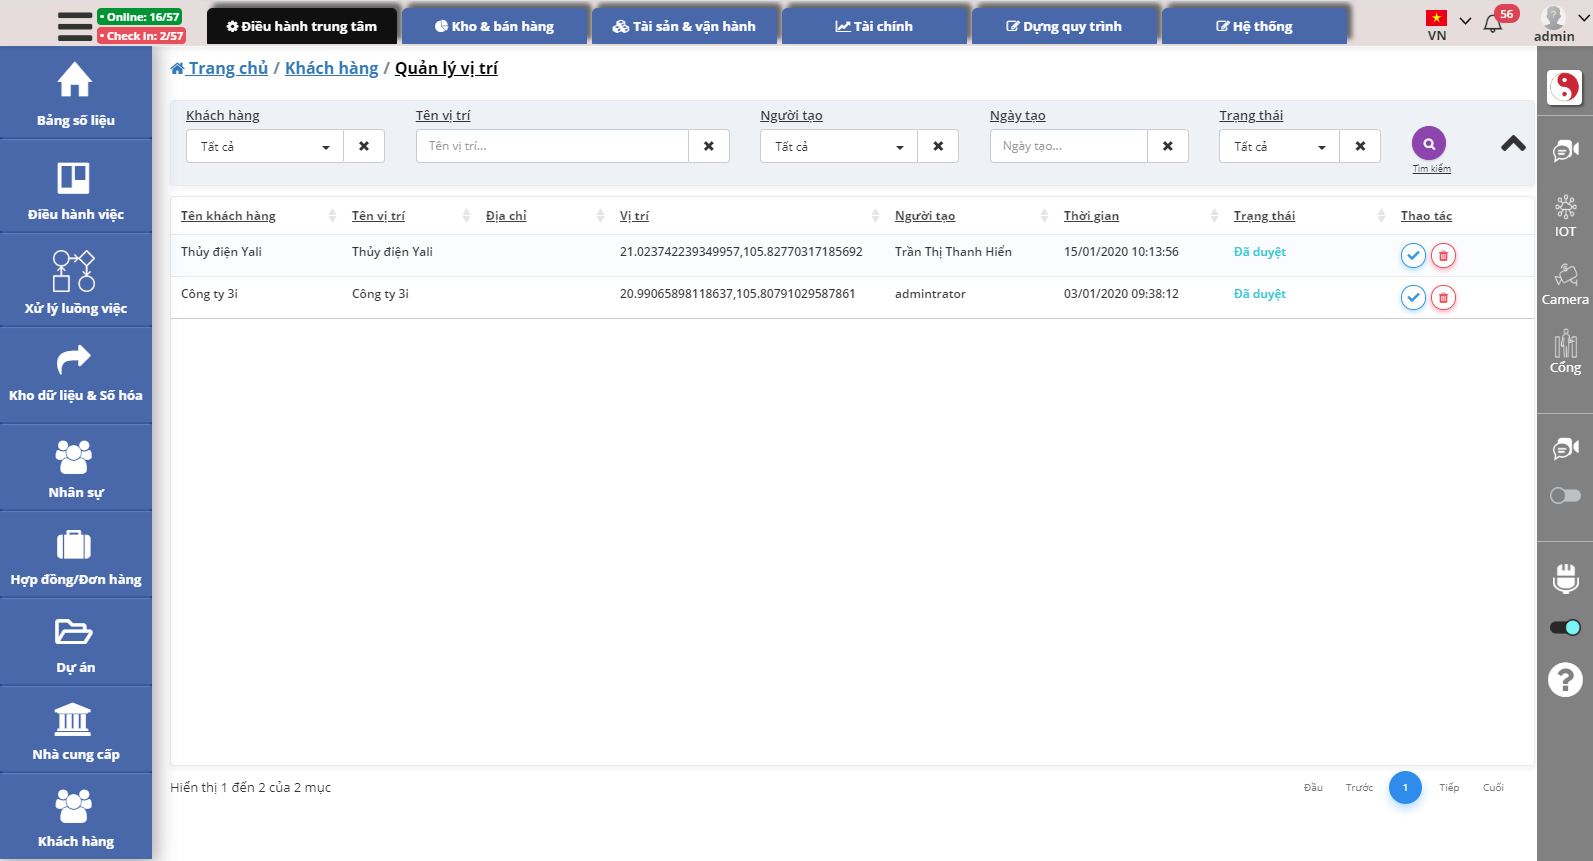 • Online: 16/57
• Check In: 2/57
Điều hành trung tâm
Kho & bán hàng
Tài sản & vận hành
Tài chính
Dựng quy trình
Hệ thống
VN
56
admin
Bảng số liệu
Điều hành việc
Xử lý luồng việc
Kho dữ liệu & Số hóa
Nhân sự
Hợp đồng/Đơn hàng
Dự án
Nhà cung cấp
Khách hàng
Trang chủ / Khách hàng / Quản lý vị trí
Khách hàng
Tên vị trí
Người tạo
Ngày tạo
Trạng thái
Tất cả
Tên vị trí...
Tất cả
Ngày tạo...
Tất cả
Tìm kiếm
Tên khách hàng Tên vị trí Địa chỉ Vị trí Người tạo Thời gian Trạng thái Thao tác
Thủy điện Yali Thủy điện Yali 21.023742239349957,105.82770317185692 Trần Thị Thanh Hiển 15/01/2020 10:13:56 Đã duyệt
Công ty 3i Công ty 3i 20.99065898118637,105.80791029587861 admintrator 03/01/2020 09:38:12 Đã duyệt
Hiển thị 1 đến 2 của 2 mục
Đầu Trước 1 Tiếp Cuối
IOT
Camera
Cổng